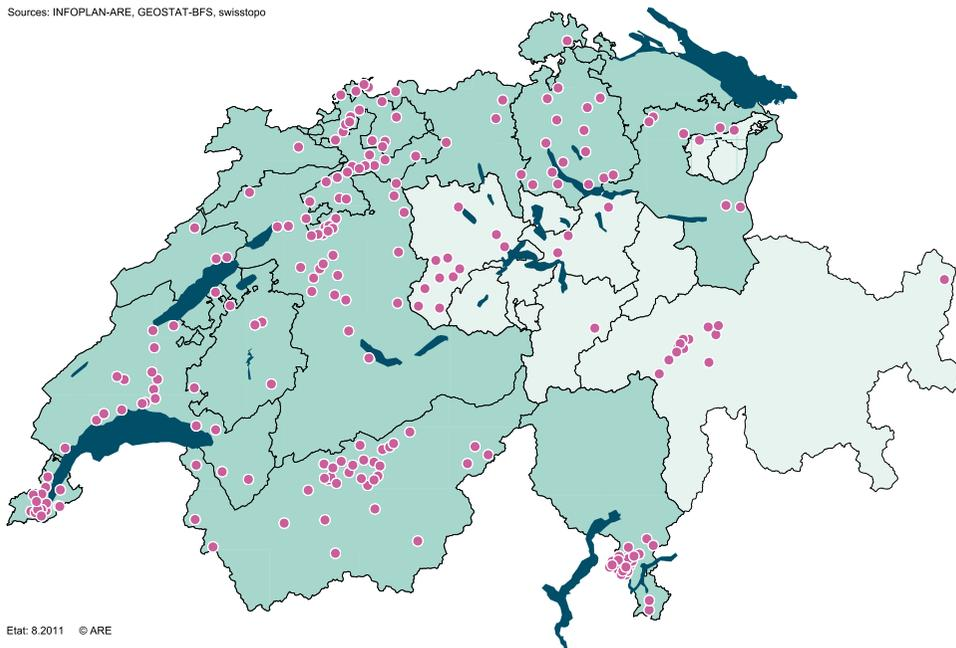 Sources: INFOPLAN-ARE, GEOSTAT-BFS, swisstopo
Etat: 8.2011 © ARE